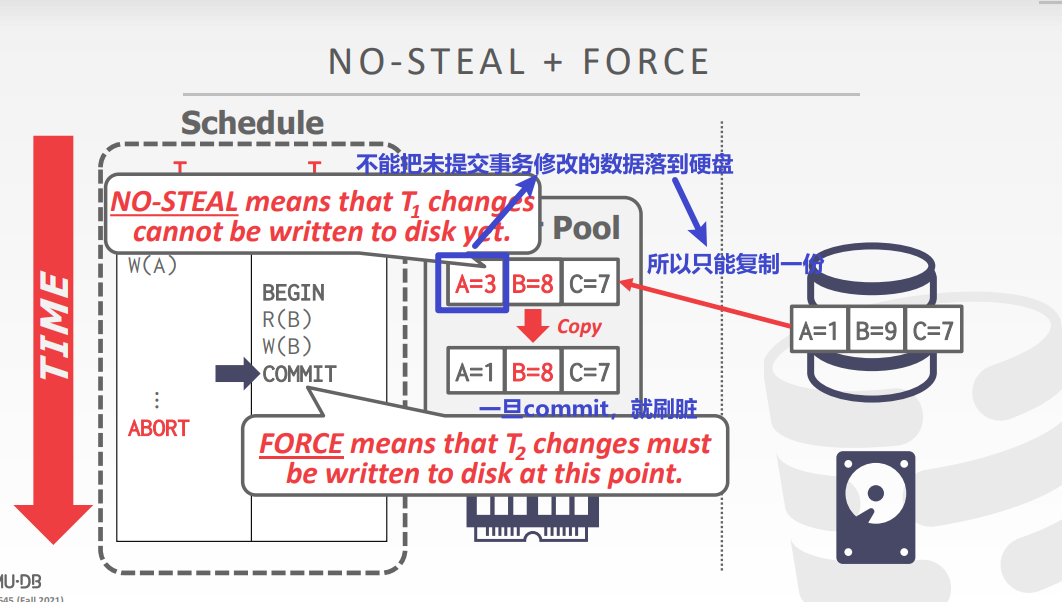 NO-STEAL + FORCE
Schedule
不能把未提交事务修改的数据落到硬盘
NO-STEAL means that T1 changes
cannot be written to disk yet.
Pool
所以只能复制一份
W(A)
BEGIN
R(B)
W(B)
COMMIT
⋮
ABORT
TIME
A=3 B=8 C=7
Copy
A=1 B=8 C=7
A=1 B=9 C=7
一旦commit，就刷脏
FORCE means that T2 changes must
be written to disk at this point.
MU·DB
545 (Fall 2021)